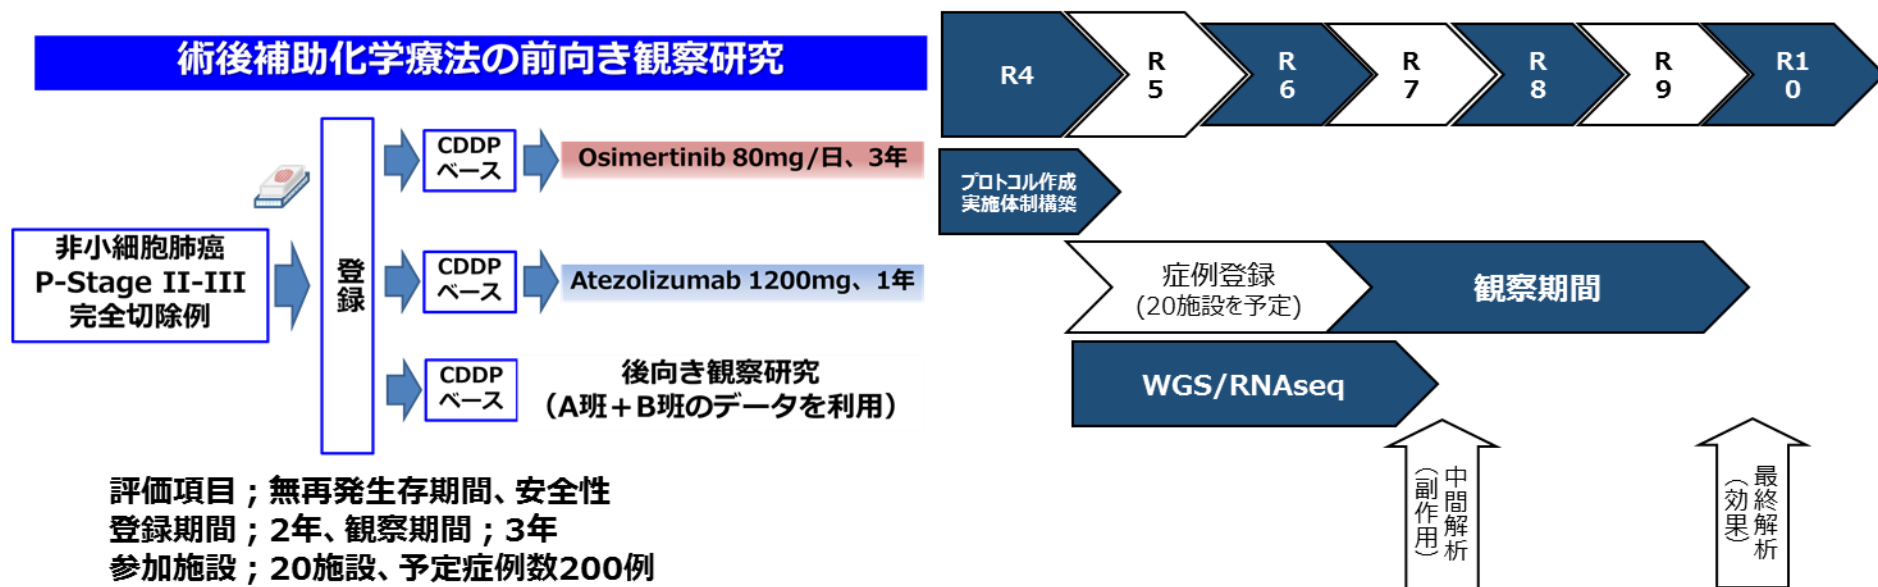 術後補助化学療法の前向き観察研究
非小細胞肺癌
P-Stage II-III
完全切除例
登録
CDDP
ベース
Osimertinib 80mg/日、3年
CDDP
ベース
Atezolizumab 1200mg、1年
CDDP
ベース
後向き観察研究
（A班＋B班のデータを利用）
評価項目；無再発生存期間、安全性
登録期間；2年、観察期間；3年
参加施設；20施設、予定症例数200例
R4
R
5
R
6
R
7
R
8
R
9
R1
0
プロトコル作成
実施体制構築
症例登録
(20施設を予定)
観察期間
WGS/RNAseq
中間解析
（副作用）
最終解析
（効果）